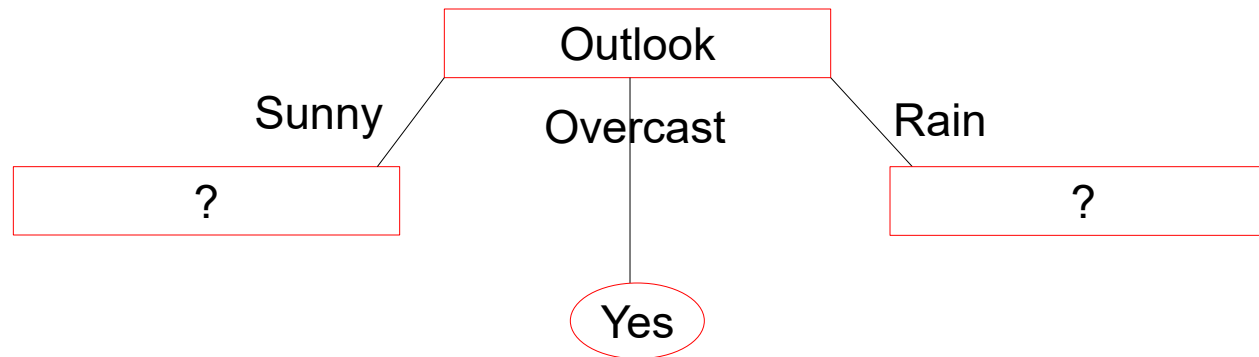 Outlook
Sunny
Overcast
Rain
?
?
Yes